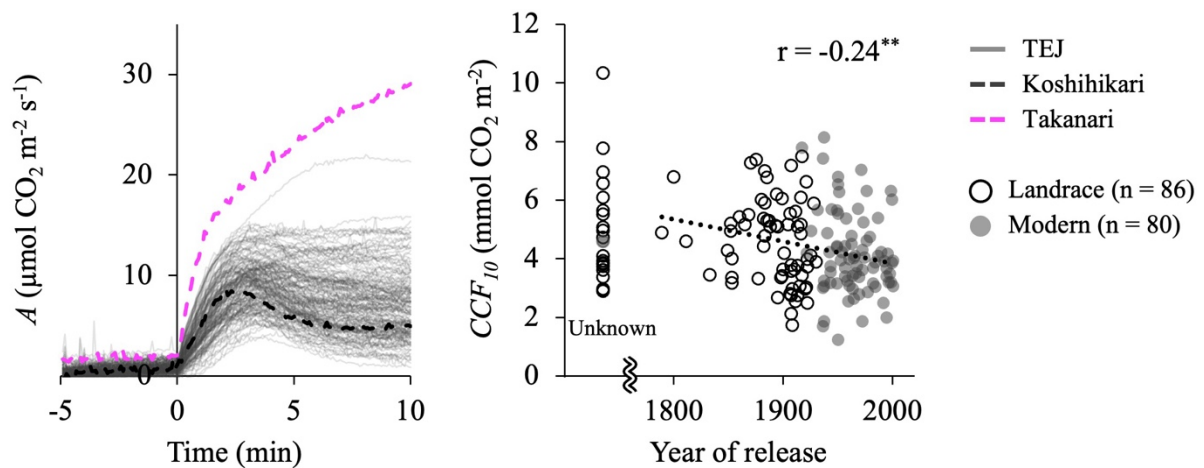 A (µmol CO₂ m⁻² s⁻¹)
30
20
10
0
-5
0
5
10
Time (min)
CCF₁₀ (mmol CO₂ m⁻²)
12
10
8
6
4
2
0
r = -0.24**
Unknown
1800
1900
2000
Year of release
TEJ
Koshihikari
Takanari
Landrace (n = 86)
Modern (n = 80)